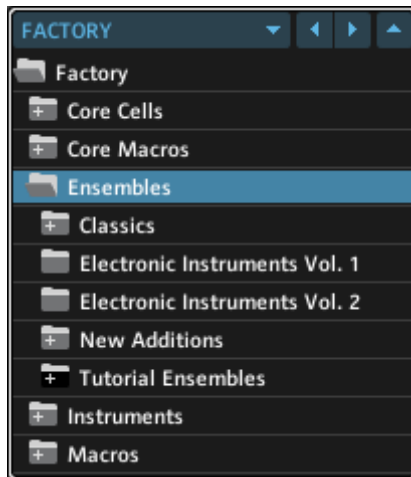 FACTORY
Factory
Core Cells
Core Macros
Ensembles
Classics
Electronic Instruments Vol. 1
Electronic Instruments Vol. 2
New Additions
Tutorial Ensembles
Instruments
Macros